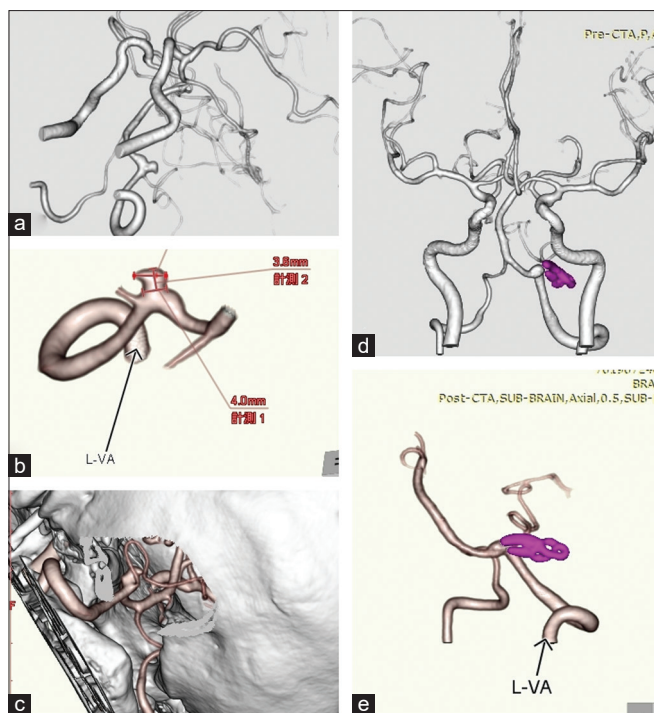 a
3.8mm
計測 2
4.0mm
計測 1
L-VA
b
c
Pre-CTA,P,
d
BRA
Post-CTA,SUB-BRAIN,Axial,0.5,SUB-
L-VA
e